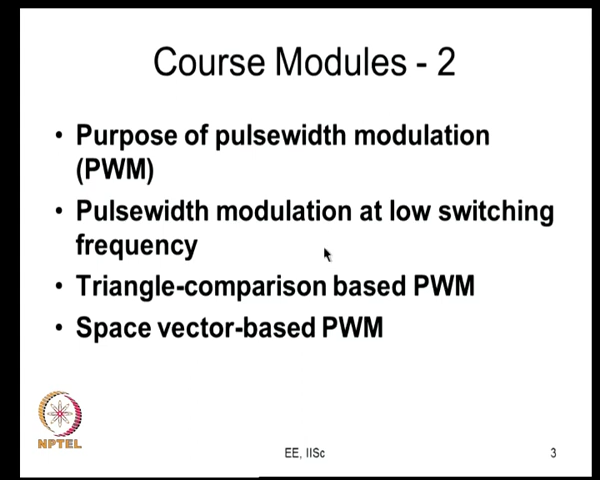 Course Modules - 2
• Purpose of pulsewidth modulation
(PWM)
• Pulsewidth modulation at low switching
frequency
• Triangle-comparison based PWM
• Space vector-based PWM
NPTEL
EE, IISc
3